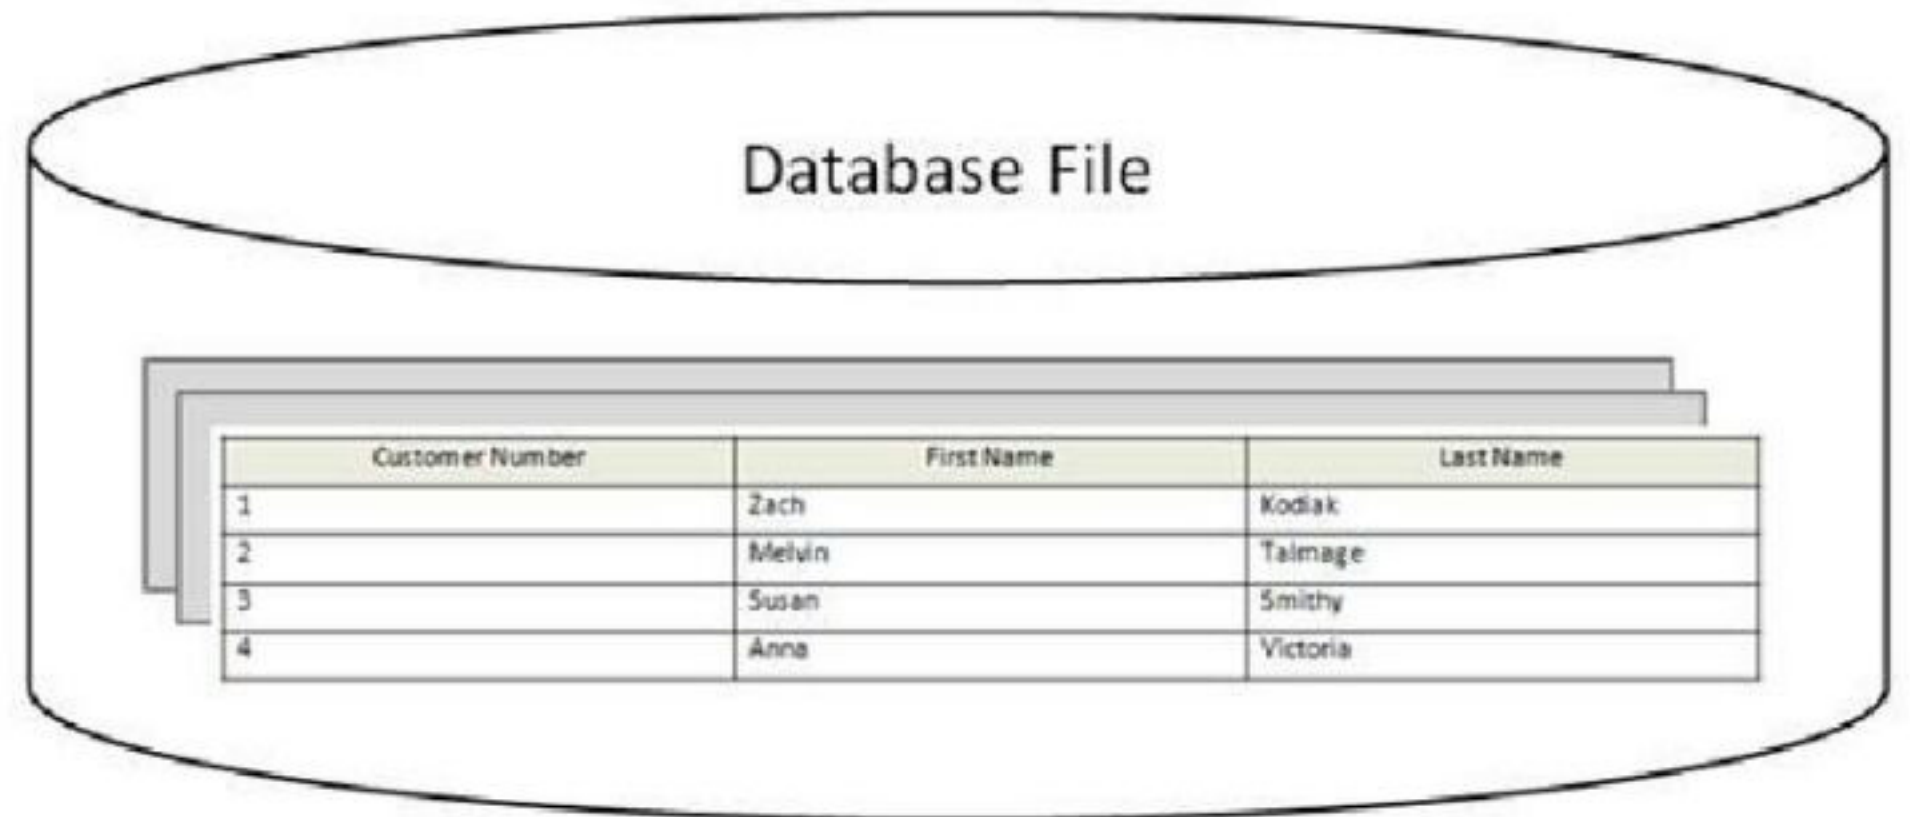 Database File
Customer Number First Name Last Name
1 Zach Kodiak
2 Melvin Talmage
3 Susan Smithy
4 Anna Victoria